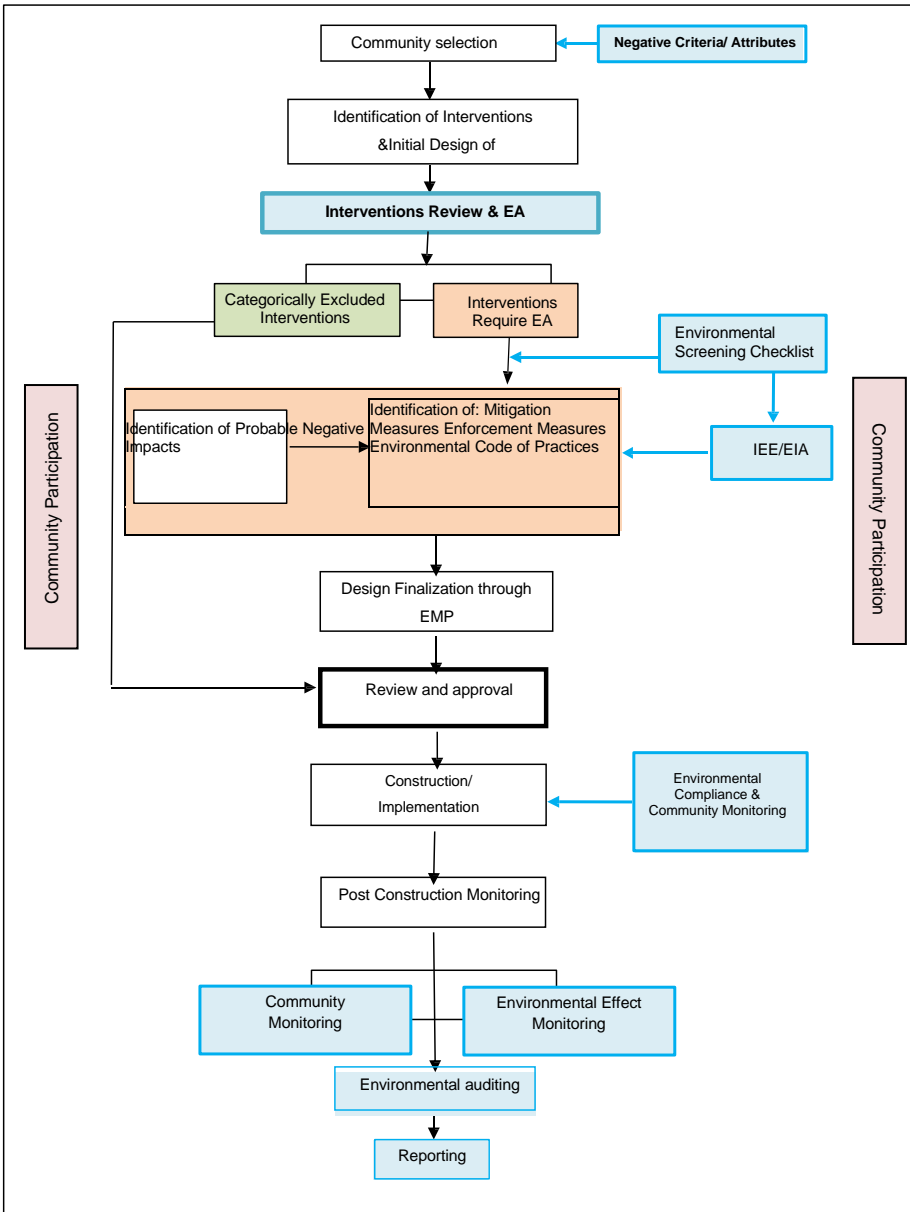 Community selection
Negative Criteria/ Attributes
Identification of Interventions
&Initial Design of
Interventions Review & EA
Categorically Excluded
Interventions
Interventions
Require EA
Environmental
Screening Checklist
Community Participation
Identification of Probable Negative
Impacts
Identification of: Mitigation
Measures Enforcement Measures
Environmental Code of Practices
IEE/EIA
Community Participation
Design Finalization through
EMP
Review and approval
Construction/
Implementation
Environmental
Compliance &
Community Monitoring
Post Construction Monitoring
Community
Monitoring
Environmental Effect
Monitoring
Environmental auditing
Reporting